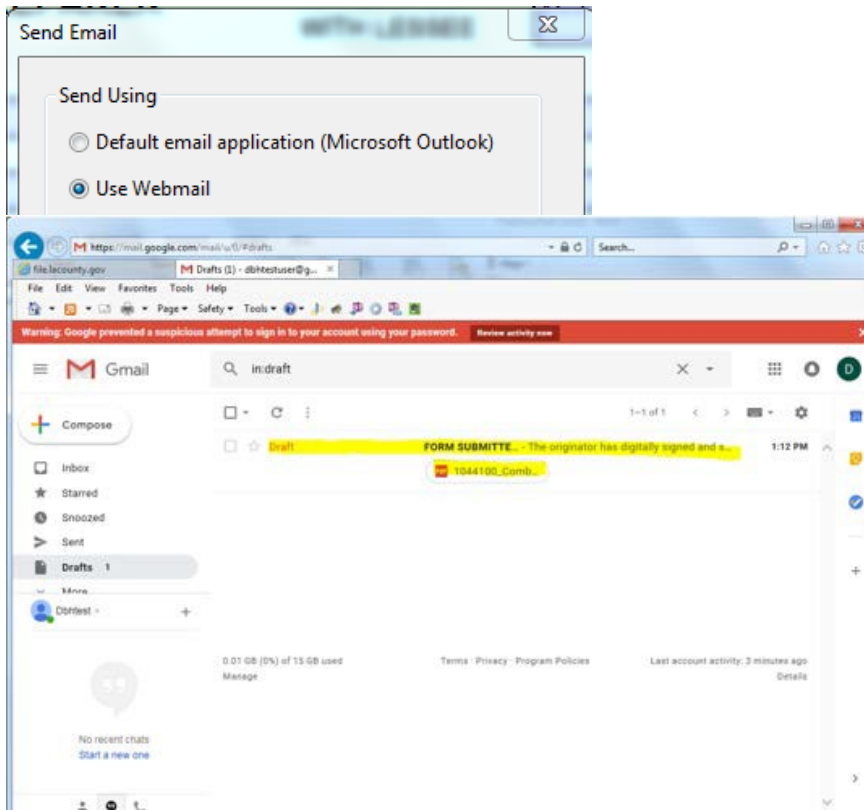 WITH LESSEE
Send Email
Send Using
Default email application (Microsoft Outlook)
Use Webmail
https://mail.google.com/mail/u/0/#drafts
Search...
file.lacounty.gov
Drafts (1) - dbhtestuser@g...
File Edit View Favorites Tools Help
Page Safety Tools
Warning: Google prevented a suspicious attempt to sign in to your account using your password. Review activity now
Gmail
in:draft
D
Compose
1–1 of 1
Draft FORM SUBMITTE... - The originator has digitally signed and s... 1:12 PM
PDF 1044100_Comb...
Inbox
Starred
Snoozed
Sent
Drafts 1
More
Dbhtest
0.01 GB (0%) of 15 GB used
Manage
Terms · Privacy · Program Policies
Last account activity: 3 minutes ago
Details
No recent chats
Start a new one